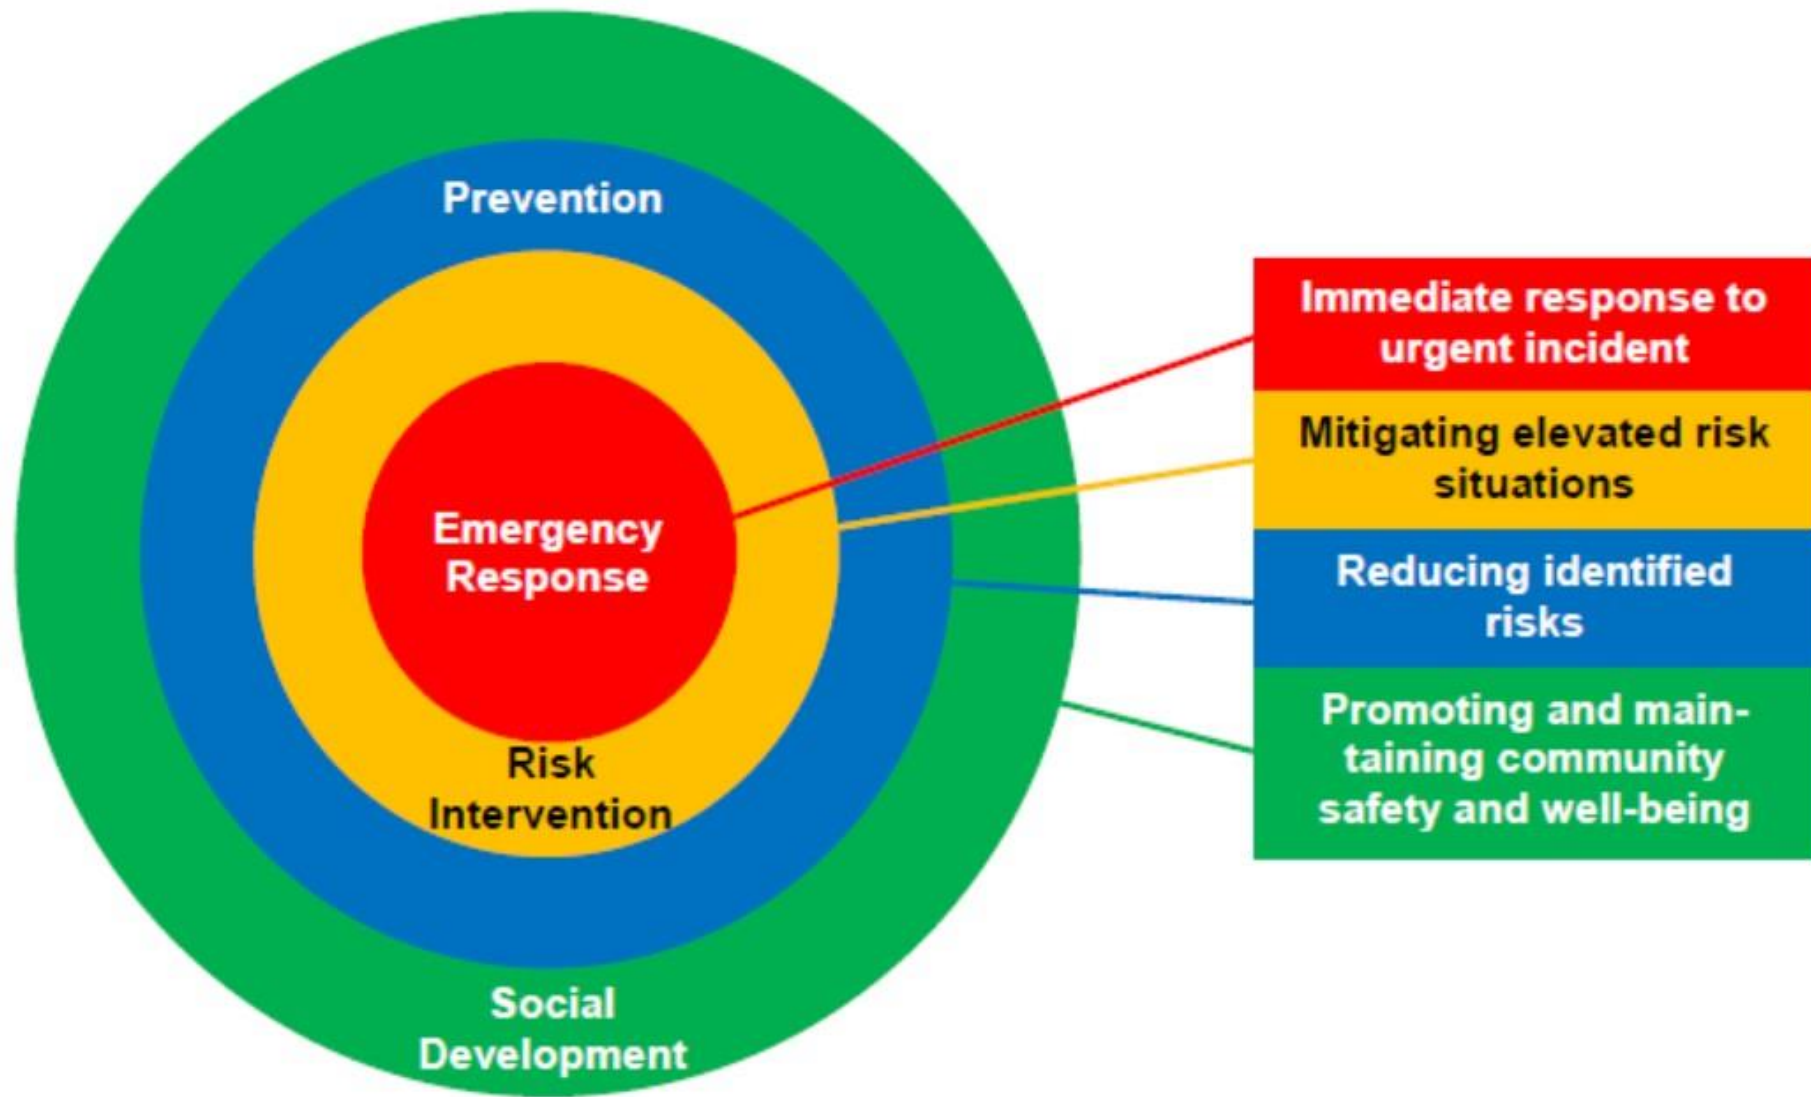 Prevention
Emergency
Response
Risk
Intervention
Social
Development
Immediate response to
urgent incident
Mitigating elevated risk
situations
Reducing identified
risks
Promoting and main-
taining community
safety and well-being